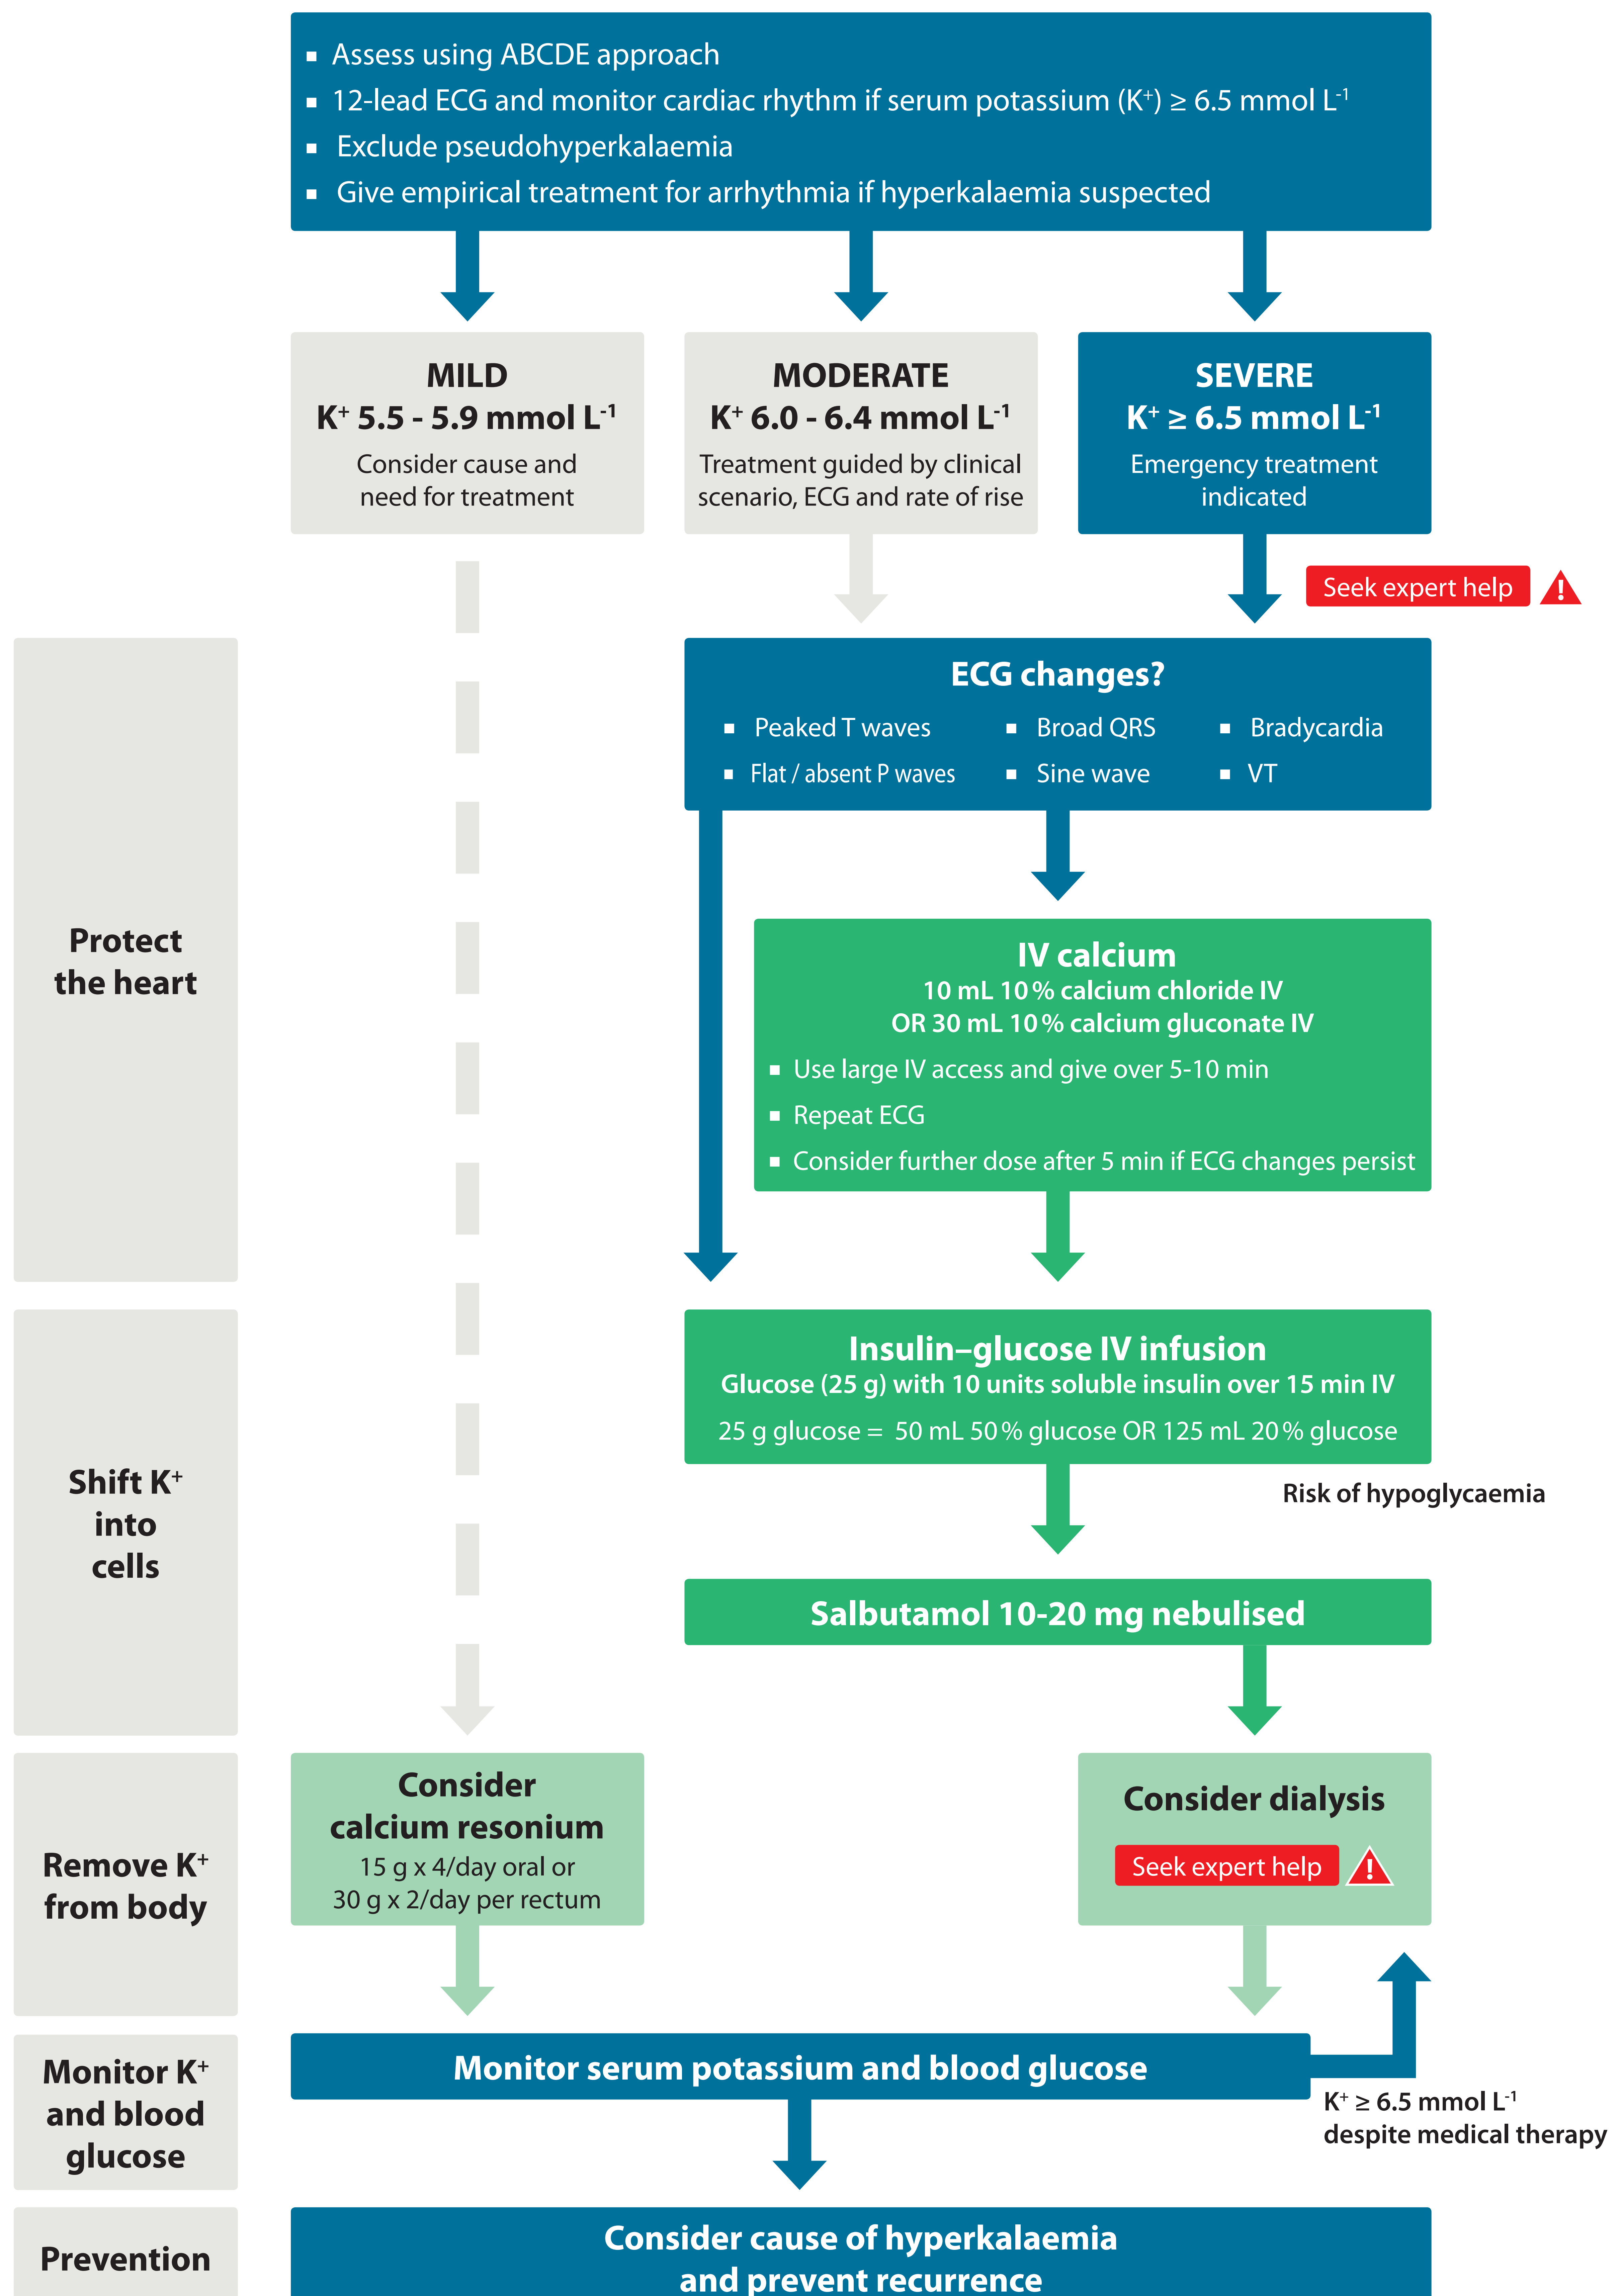 ▪ Assess using ABCDE approach
▪ 12-lead ECG and monitor cardiac rhythm if serum potassium (K⁺) ≥ 6.5 mmol L⁻¹
▪ Exclude pseudohyperkalaemia
▪ Give empirical treatment for arrhythmia if hyperkalaemia suspected
MILD
K⁺ 5.5 - 5.9 mmol L⁻¹
Consider cause and
need for treatment
MODERATE
K⁺ 6.0 - 6.4 mmol L⁻¹
Treatment guided by clinical
scenario, ECG and rate of rise
SEVERE
K⁺ ≥ 6.5 mmol L⁻¹
Emergency treatment
indicated
Seek expert help
!
Protect
the heart
ECG changes?
▪ Peaked T waves
▪ Broad QRS
▪ Bradycardia
▪ Flat / absent P waves
▪ Sine wave
▪ VT
IV calcium
10 mL 10% calcium chloride IV
OR 30 mL 10% calcium gluconate IV
▪ Use large IV access and give over 5-10 min
▪ Repeat ECG
▪ Consider further dose after 5 min if ECG changes persist
Shift K⁺
into
cells
Insulin–glucose IV infusion
Glucose (25 g) with 10 units soluble insulin over 15 min IV
25 g glucose = 50 mL 50% glucose OR 125 mL 20% glucose
Risk of hypoglycaemia
Salbutamol 10-20 mg nebulised
Remove K⁺
from body
Consider
calcium resonium
15 g x 4/day oral or
30 g x 2/day per rectum
Consider dialysis
Seek expert help
!
Monitor K⁺
and blood
glucose
Monitor serum potassium and blood glucose
K⁺ ≥ 6.5 mmol L⁻¹
despite medical therapy
Prevention
Consider cause of hyperkalaemia
and prevent recurrence